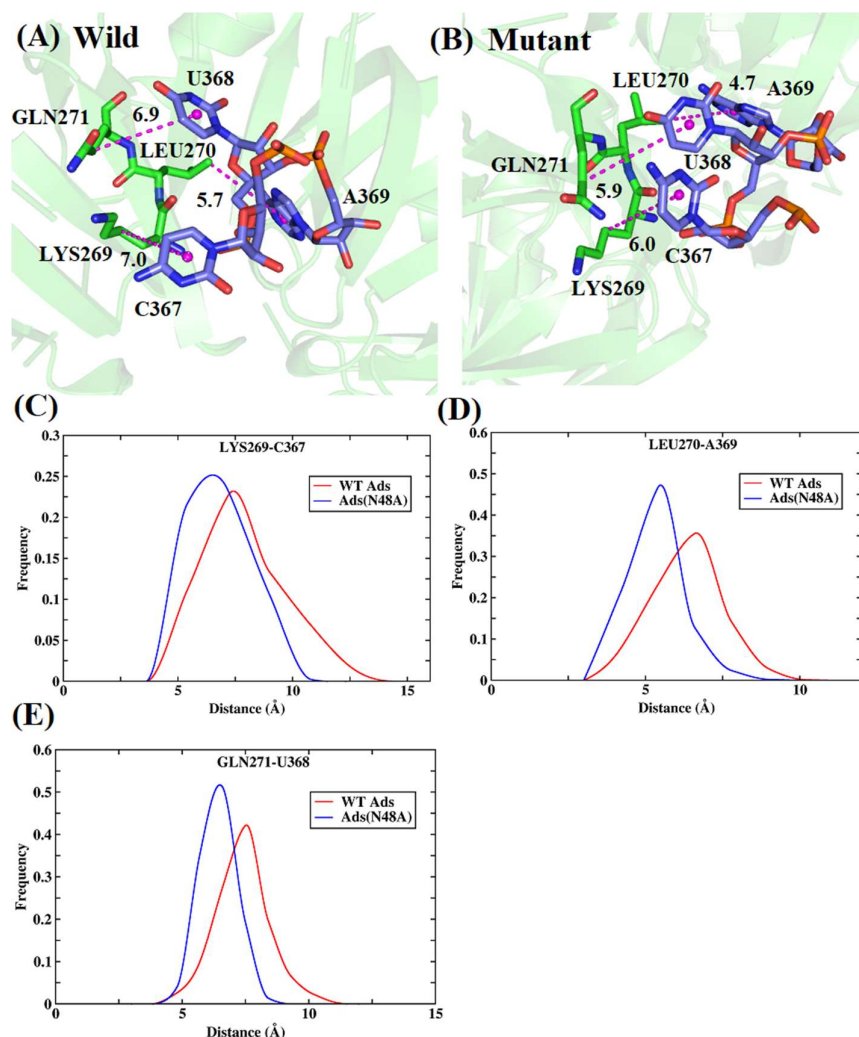 (A) Wild
U368
GLN271
6.9
LEU270
5.7
A369
LYS269
7.0
C367
(B) Mutant
LEU270
4.7
A369
GLN271
U368
5.9
6.0
C367
LYS269
(C)
LYS269-C367
WT Ads
Ads(N48A)
Frequency
0.3
0.25
0.2
0.15
0.1
0.05
0
0 5 10 15
Distance (Å)
(D)
LEU270-A369
WT Ads
Ads(N48A)
Frequency
0.6
0.5
0.4
0.3
0.2
0.1
0
0 5 10
Distance (Å)
(E)
GLN271-U368
WT Ads
Ads(N48A)
Frequency
0.6
0.5
0.4
0.3
0.2
0.1
0
0 5 10 15
Distance (Å)